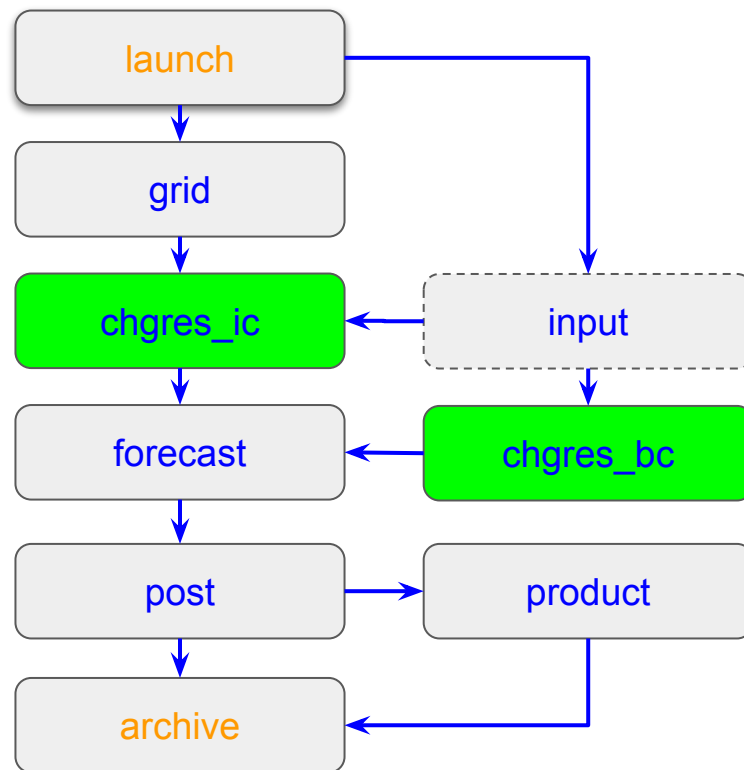 launch
grid
chgres_ic
input
forecast
chgres_bc
post
product
archive